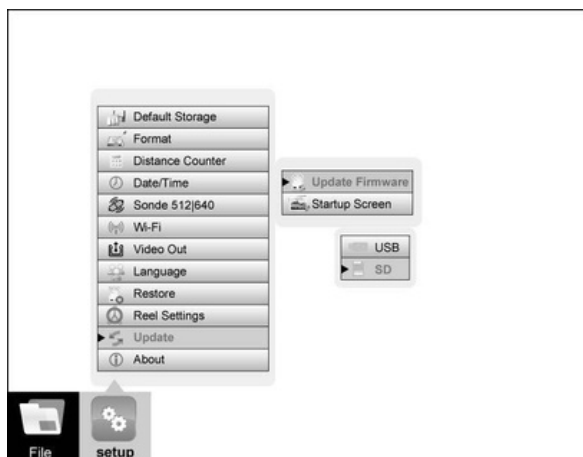 Default Storage
Format
Distance Counter
Date/Time
Sonde 512|640
Wi-Fi
Video Out
Language
Restore
Reel Settings
Update
About
Update Firmware
Startup Screen
USB
SD
File
setup